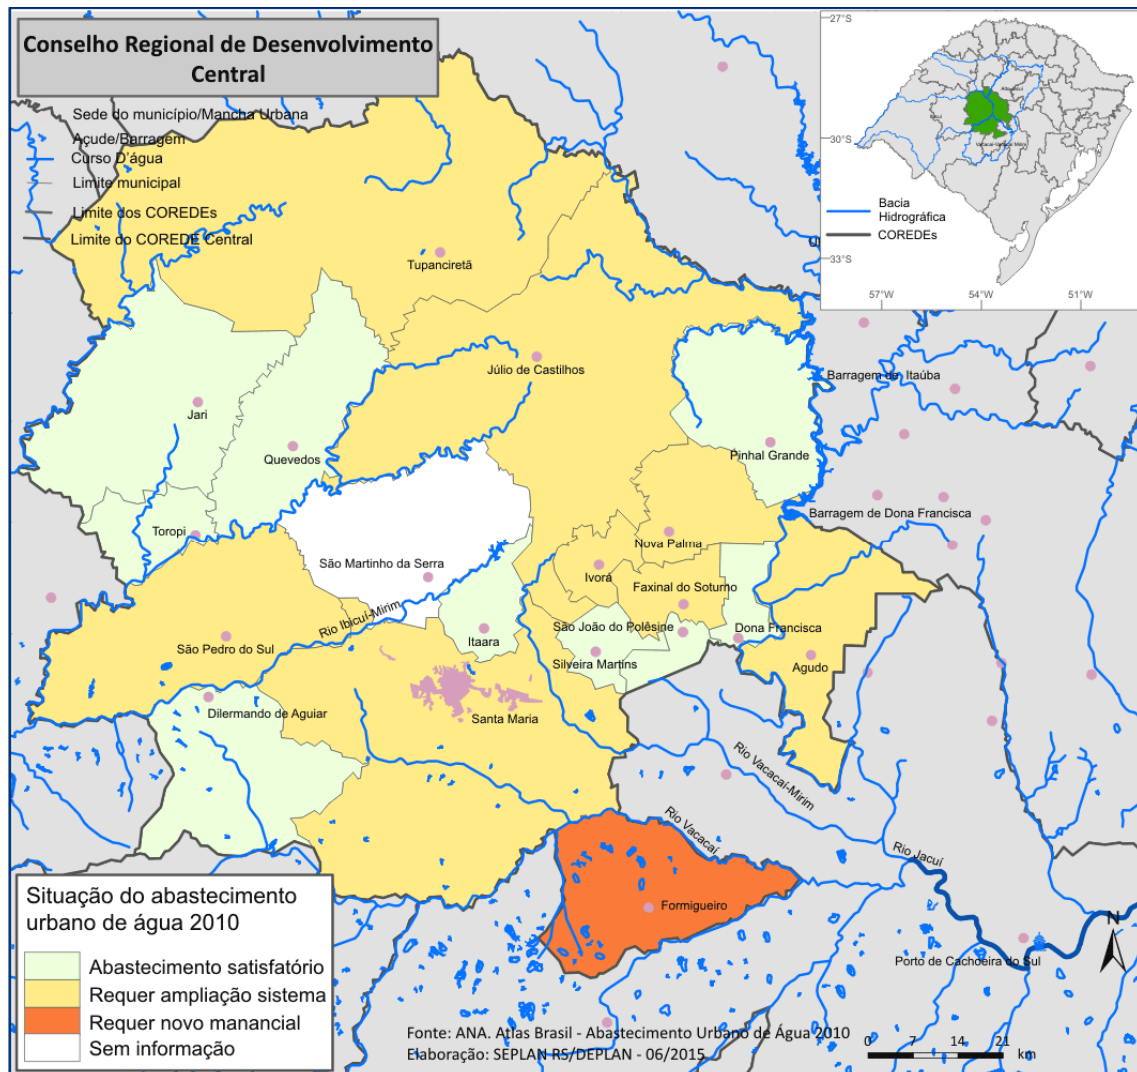 Conselho Regional de Desenvolvimento
Central
Sede do município/Mancha Urbana
Açude/Barragem
Curso D'água
Limite municipal
Limite dos COREDEs
Limite do COREDE Central
27°S
30°S
33°S
57°W
54°W
51°W
Bacia
Hidrográfica
COREDEs
Tupanciretã
Júlio de Castilhos
Jari
Quevedos
Pinhal Grande
Barragem de Itaúba
Toropi
Barragem de Dona Francisca
Nova Palma
São Martinho da Serra
Ivorá
Faxinal do Soturno
Rio Ibicuí-Mirim
São João do Polêsine
Dona Francisca
Itaara
São Pedro do Sul
Silveira Martins
Agudo
Dilermando de Aguiar
Santa Maria
Rio Vacacaí-Mirim
Rio Vacacaí
Rio Jacuí
Formigueiro
Porto de Cachoeira do Sul
N
Situação do abastecimento
urbano de água 2010
Abastecimento satisfatório
Requer ampliação sistema
Requer novo manancial
Sem informação
Fonte: ANA. Atlas Brasil - Abastecimento Urbano de Água 2010
Elaboração: SEPLAN RS/DEPLAN - 06/2015
0 7 14 21
km